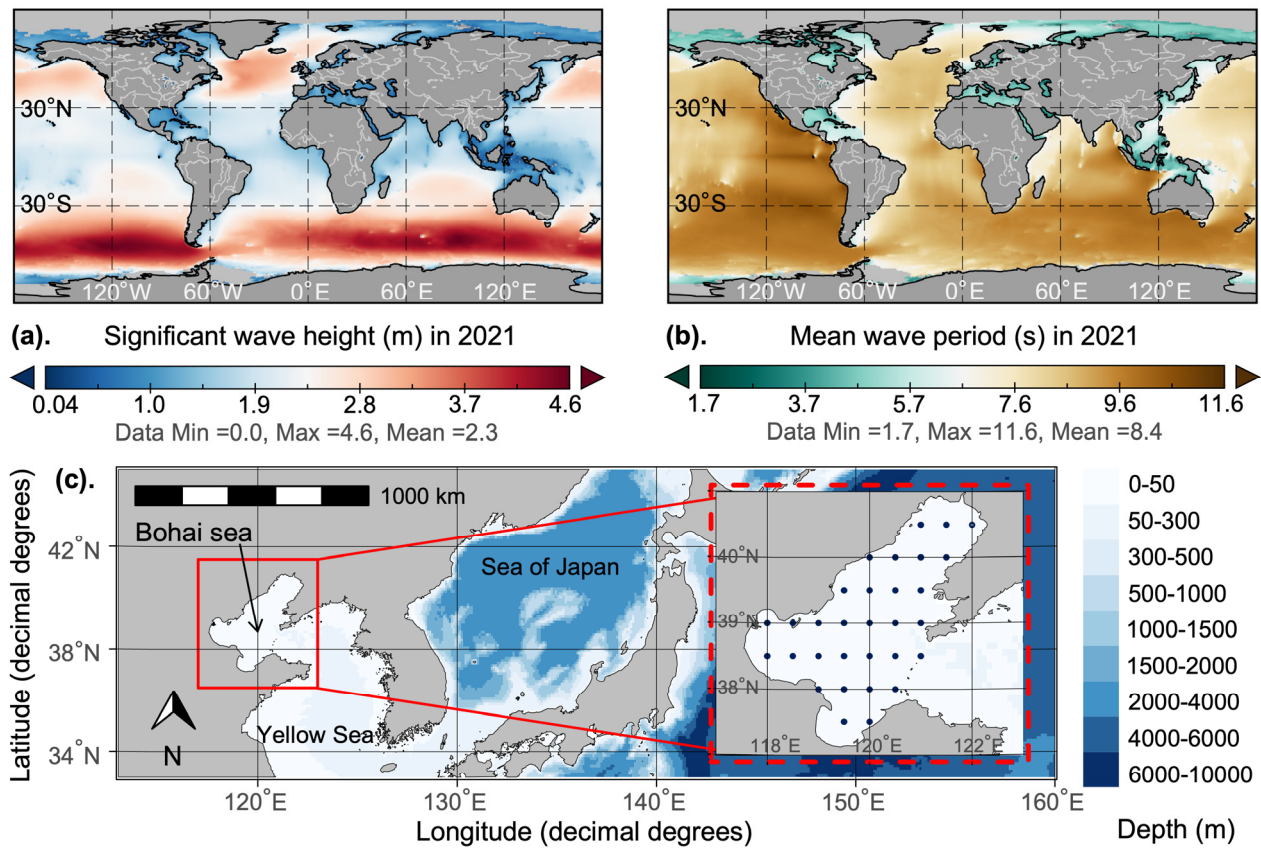 30°N
30°S
120°W 60°W 0°E 60°E 120°E
30°N
30°S
120°W 60°W 0°E 60°E 120°E
(a). Significant wave height (m) in 2021
0.04 1.0 1.9 2.8 3.7 4.6
Data Min =0.0, Max =4.6, Mean =2.3
(b). Mean wave period (s) in 2021
1.7 3.7 5.7 7.6 9.6 11.6
Data Min =1.7, Max =11.6, Mean =8.4
(c).
1000 km
Bohai sea
Sea of Japan
Yellow Sea
N
42°N
38°N
34°N
Latitude (decimal degrees)
120°E 130°E 140°E 150°E 160°E
Longitude (decimal degrees)
40°N
39°N
38°N
118°E 120°E 122°E
0-50
50-300
300-500
500-1000
1000-1500
1500-2000
2000-4000
4000-6000
6000-10000
Depth (m)